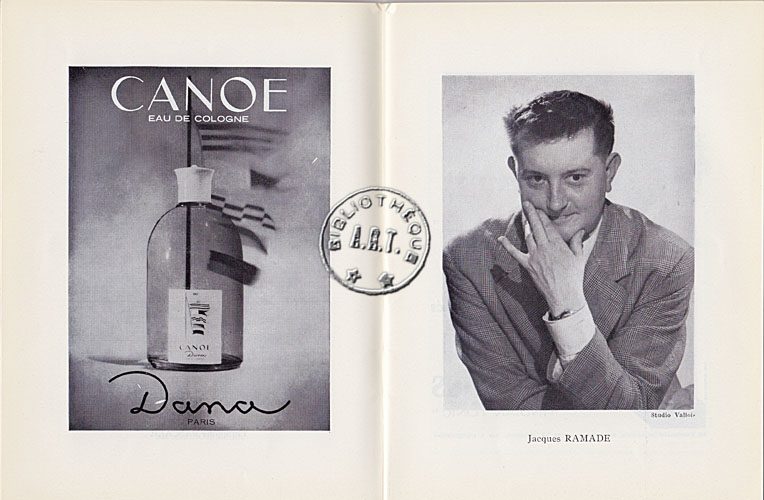 CANOE
EAU DE COLOGNE
CANOE
Dana
Dana
PARIS
BIBLIOTHÈQUE
A.R.T.
Studio Vallois
Jacques RAMADE